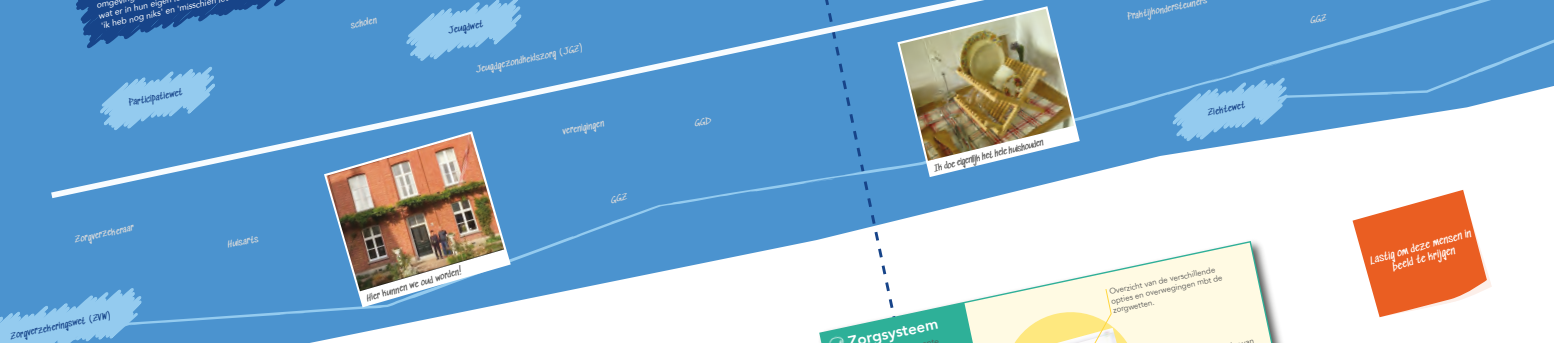 wat er in hun eigen
'ik heb nog niks' en 'misschien
scholen
Jeugdwet
Jeugdgezondheidszorg (JGZ)
Participatiewet
Praktijkondersteuners
GGZ
Ziektewet
verenigingen
GGD
Ik doe eigenlijk het hele huishouden
GGZ
Zorgverzekeraar
Huisarts
Hier kunnen we oud worden!
Zorgverzekeringswet (ZVW)
Lastig om deze mensen in
beeld te krijgen
Overzicht van de verschillende
opties en overwegingen mbt de
zorgwetten.
Zorgsysteem